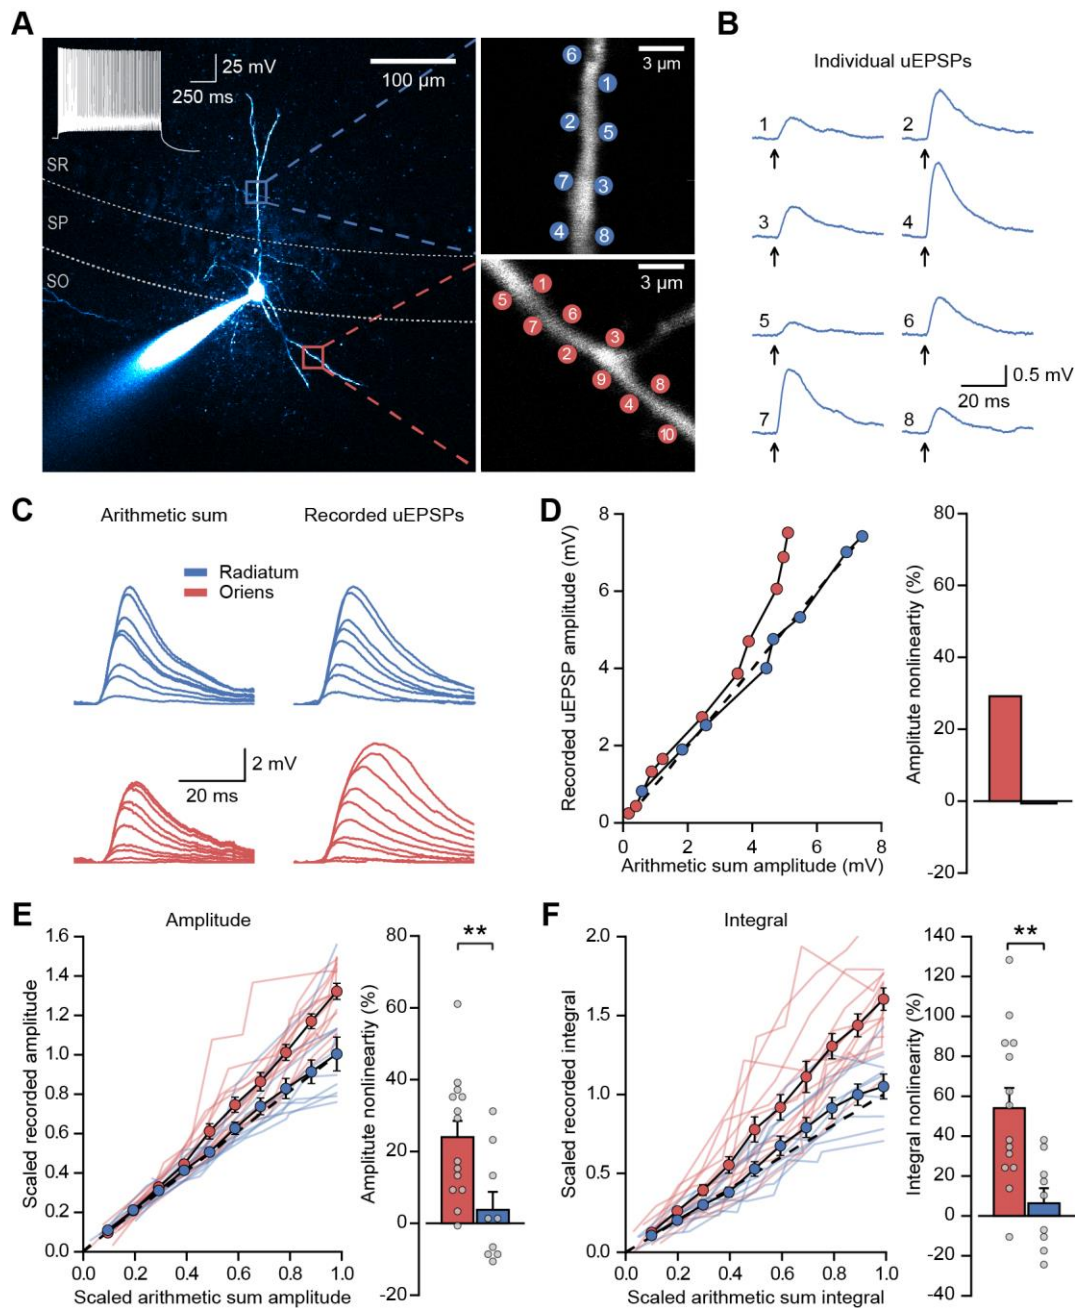 A
25 mV
250 ms
100 µm
SR
SP
SO
3 µm
6
1
2
5
7
3
4
8
3 µm
1
5
6
7
3
2
9
8
4
10
B
Individual uEPSPs
1
2
3
4
5
6
0.5 mV
20 ms
7
8
C
Arithmetic sum
Recorded uEPSPs
Radiatum
Oriens
2 mV
20 ms
D
Recorded uEPSP amplitude (mV)
8
6
4
2
0
0
2
4
6
8
Arithmetic sum amplitude (mV)
Amplitute nonlineartiy (%)
80
60
40
20
0
-20
E
Amplitude
Scaled recorded amplitude
1.6
1.4
1.2
1.0
0.8
0.6
0.4
0.2
0.0
0.0 0.2 0.4 0.6 0.8 1.0
Scaled arithmetic sum amplitude
Amplitute nonlineartiy (%)
80
60
40
20
0
-20
**
F
Integral
Scaled recorded integral
2.0
1.5
1.0
0.5
0.0
0.0 0.2 0.4 0.6 0.8 1.0
Scaled arithmetic sum integral
Integral nonlinearity (%)
140
120
100
80
60
40
20
0
-20
-40
**